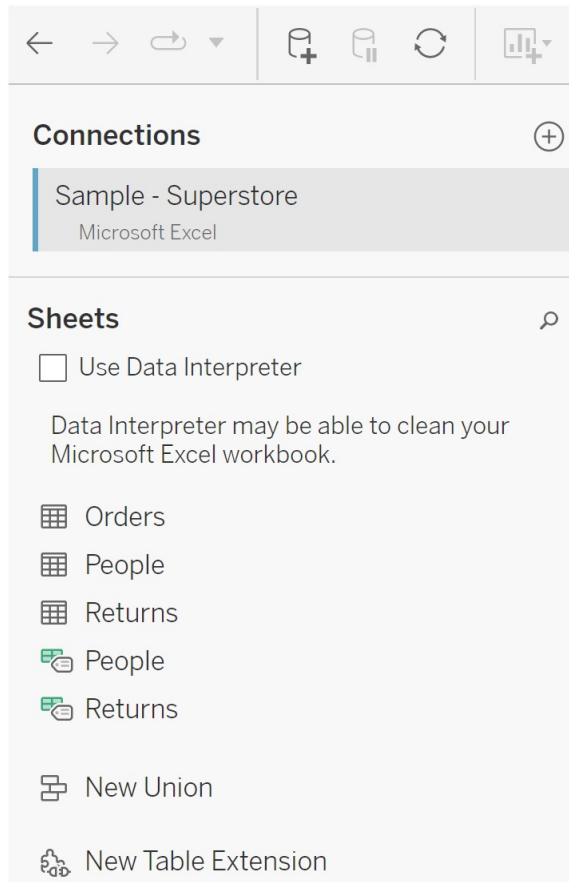 Connections
Sample - Superstore
Microsoft Excel
Sheets
Use Data Interpreter
Data Interpreter may be able to clean your
Microsoft Excel workbook.
Orders
People
Returns
People
Returns
New Union
New Table Extension